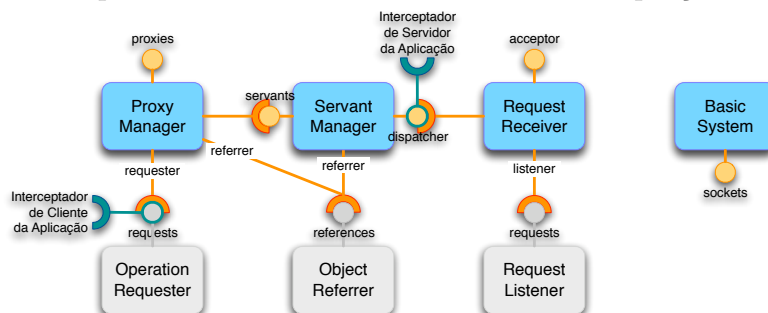 proxies
Interceptador
de Servidor
da Aplicação
acceptor
Proxy
Manager
servants
Servant
Manager
dispatcher
Request
Receiver
Basic
System
referrer
requester
referrer
listener
sockets
Interceptador
de Cliente
da Aplicação
requests
references
requests
Operation
Requester
Object
Referrer
Request
Listener